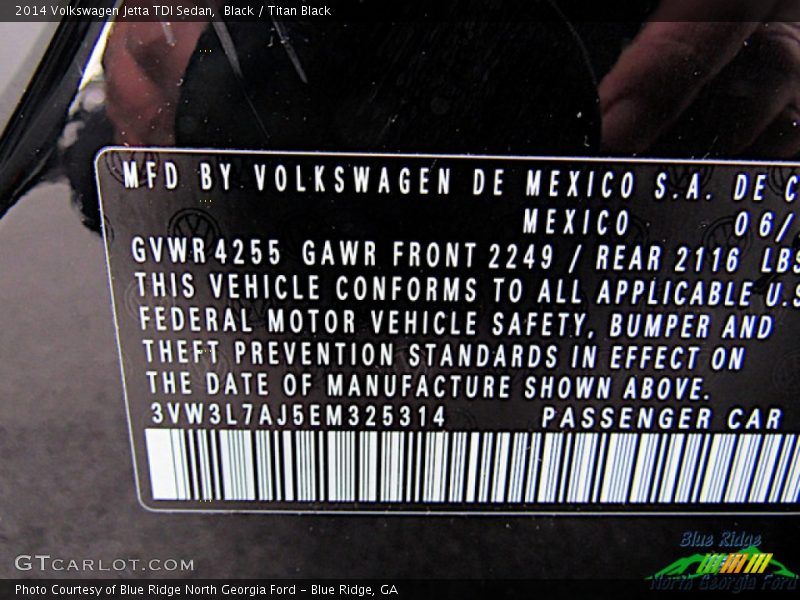 2014 Volkswagen Jetta TDI Sedan,  Black / Titan Black
MFD BY VOLKSWAGEN DE MEXICO S.A. DE C
MEXICO 06/
GVWR 4255 GAWR FRONT 2249 / REAR 2116 LBS
THIS VEHICLE CONFORMS TO ALL APPLICABLE U.S
FEDERAL MOTOR VEHICLE SAFETY, BUMPER AND
THEFT PREVENTION STANDARDS IN EFFECT ON
THE DATE OF MANUFACTURE SHOWN ABOVE.
3VW3L7AJ5EM325314 PASSENGER CAR
Blue Ridge
North Georgia Ford
GTCARLOT.COM
Photo Courtesy of Blue Ridge North Georgia Ford – Blue Ridge, GA